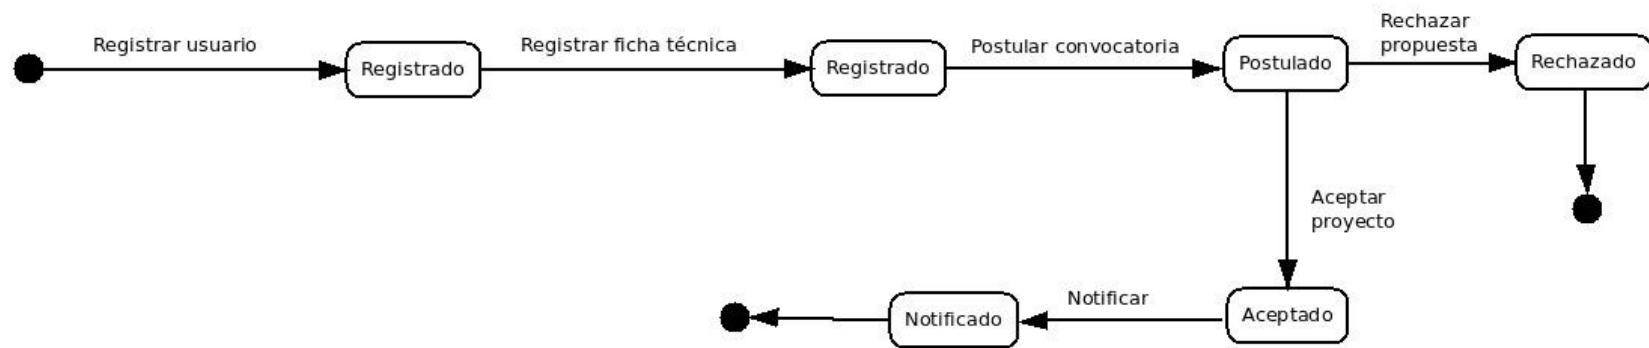 Registrar usuario
Registrado
Registrar ficha técnica
Registrado
Postular convocatoria
Postulado
Rechazar
propuesta
Rechazado
Aceptar
proyecto
Aceptado
Notificar
Notificado